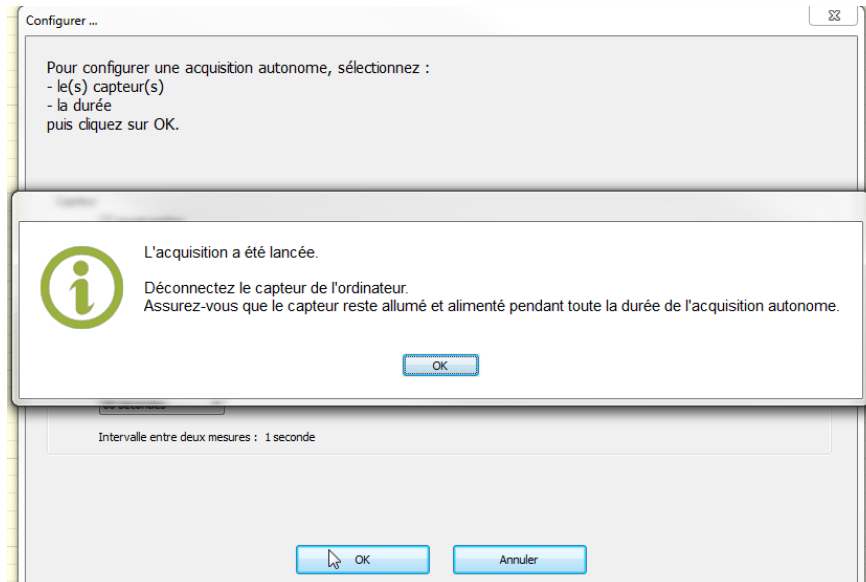 Configurer ...
Pour configurer une acquisition autonome, sélectionnez :
- le(s) capteur(s)
- la durée
puis cliquez sur OK.
L'acquisition a été lancée.
Déconnectez le capteur de l'ordinateur.
Assurez-vous que le capteur reste allumé et alimenté pendant toute la durée de l'acquisition autonome.
OK
Intervalle entre deux mesures : 1 seconde
OK
Annuler